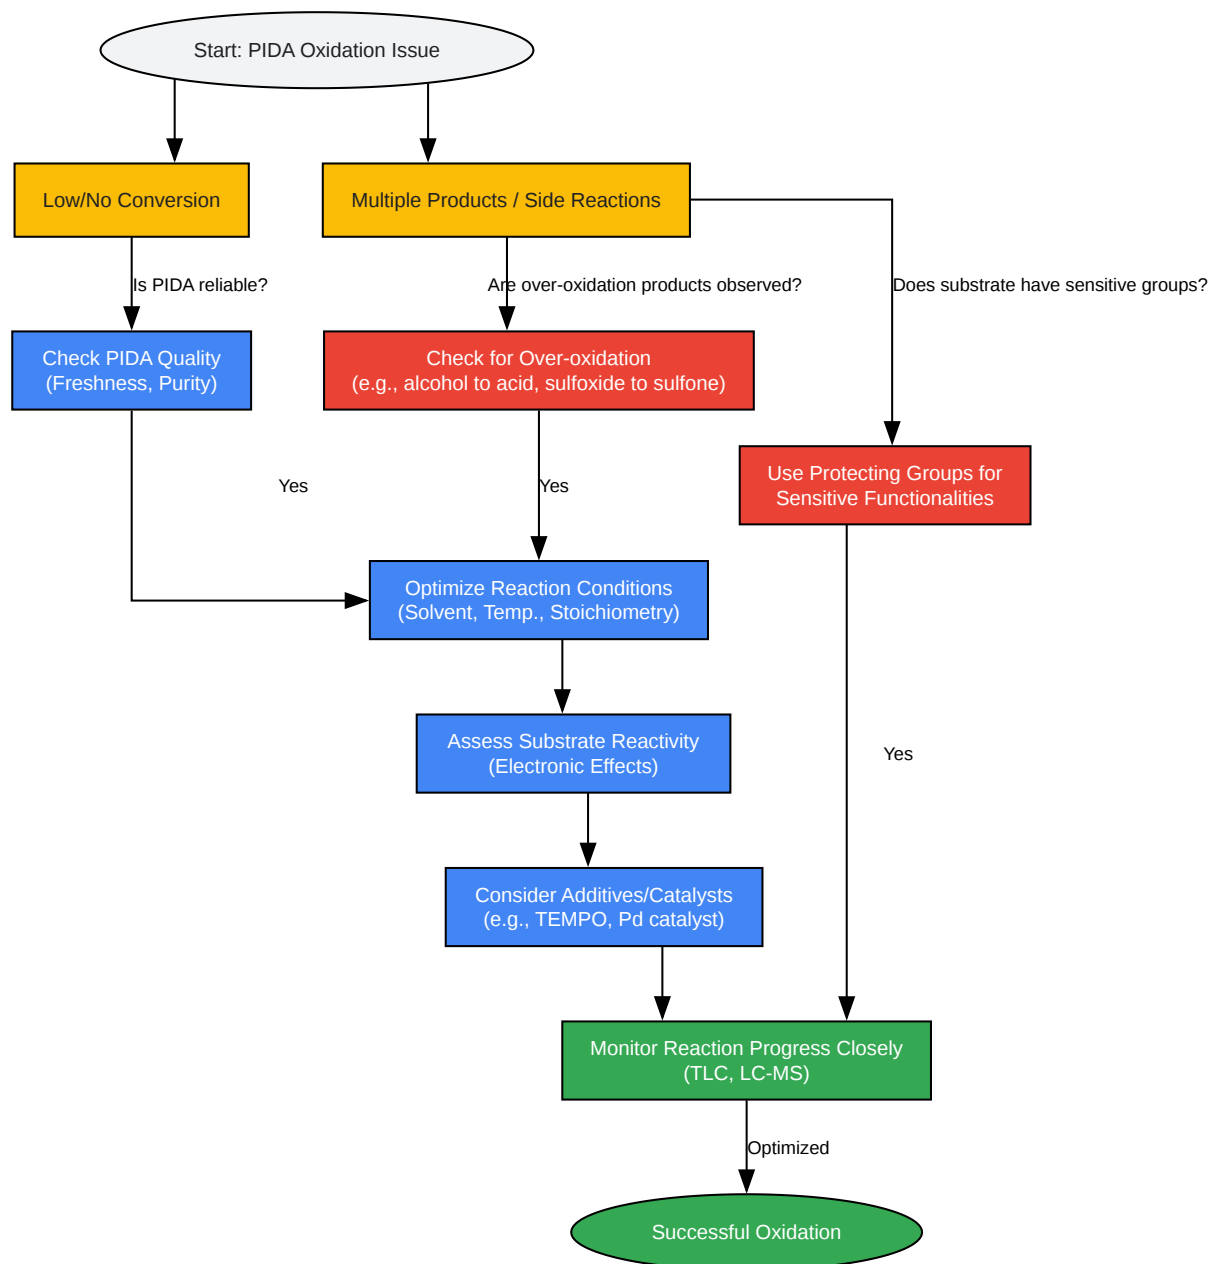 Start: PIDA Oxidation Issue
Low/No Conversion
Multiple Products / Side Reactions
Is PIDA reliable?
Are over-oxidation products observed?
Does substrate have sensitive groups?
Check PIDA Quality
(Freshness, Purity)
Check for Over-oxidation
(e.g., alcohol to acid, sulfoxide to sulfone)
Use Protecting Groups for
Sensitive Functionalities
Yes
Yes
Optimize Reaction Conditions
(Solvent, Temp., Stoichiometry)
Assess Substrate Reactivity
(Electronic Effects)
Yes
Consider Additives/Catalysts
(e.g., TEMPO, Pd catalyst)
Monitor Reaction Progress Closely
(TLC, LC-MS)
Optimized
Successful Oxidation